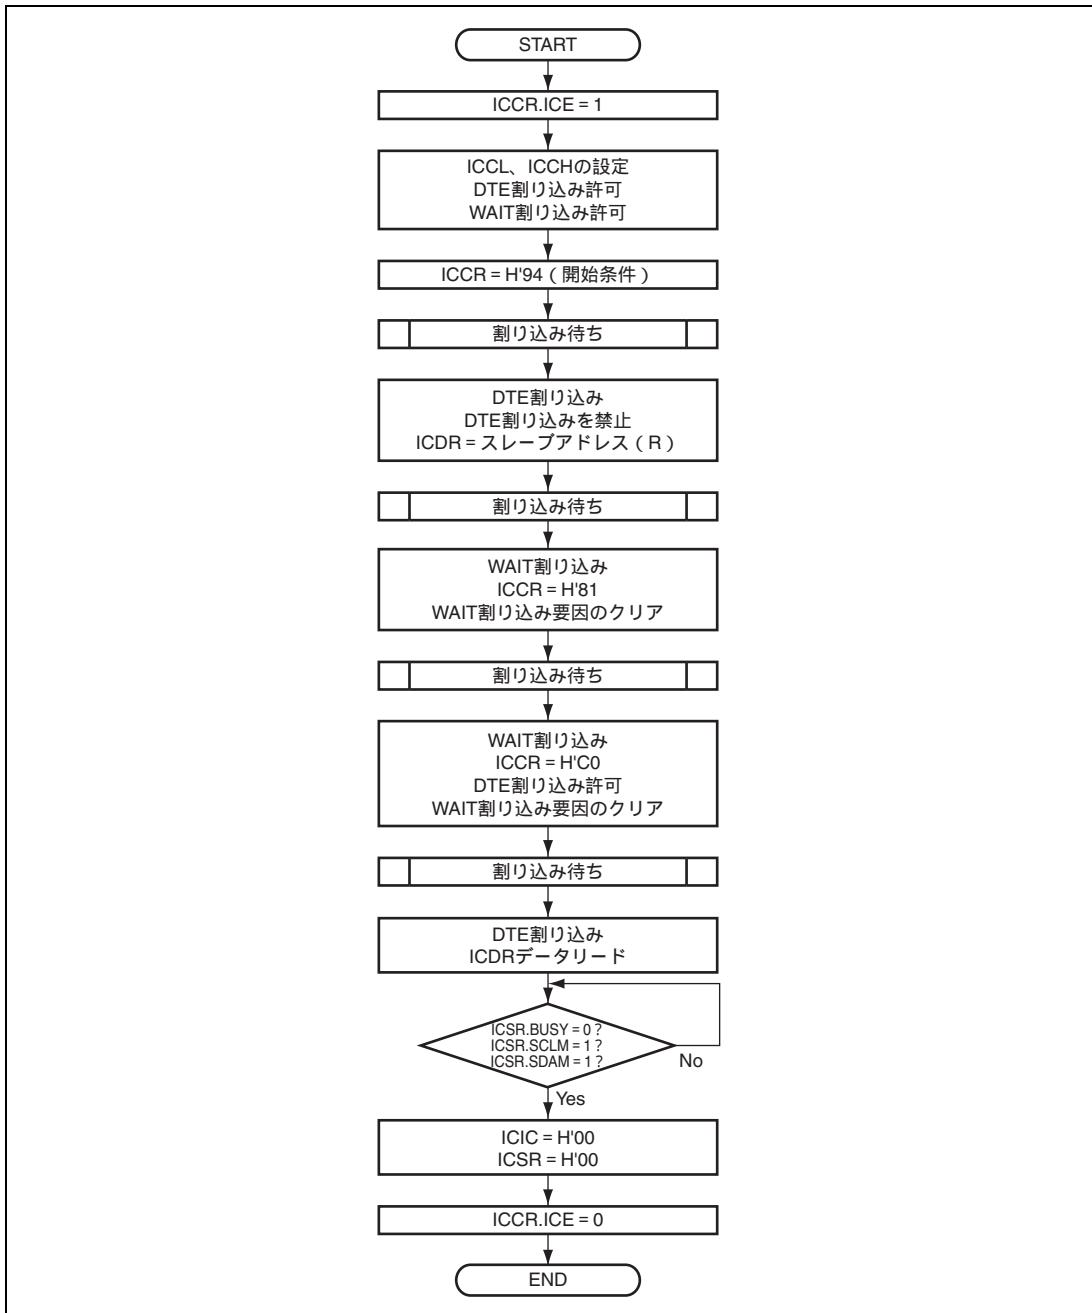 START
ICCR.ICE = 1
ICCL、ICCHの設定
DTE割り込み許可
WAIT割り込み許可
ICCR = H'94 ( 開始条件 )
割り込み待ち
DTE割り込み
DTE割り込みを禁止
ICDR = スレーブアドレス ( R )
割り込み待ち
WAIT割り込み
ICCR = H'81
WAIT割り込み要因のクリア
割り込み待ち
WAIT割り込み
ICCR = H'C0
DTE割り込み許可
WAIT割り込み要因のクリア
割り込み待ち
DTE割り込み
ICDRデータリード
ICSR.BUSY = 0 ?
ICSR.SCLM = 1 ?
ICSR.SDAM = 1 ?
No
Yes
ICIC = H'00
ICSR = H'00
ICCR.ICE = 0
END